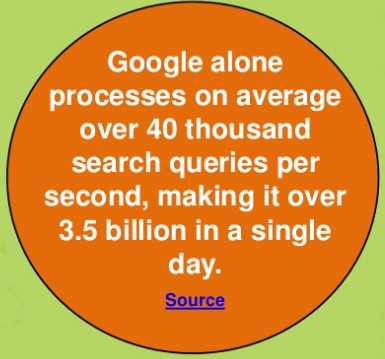 Google alone
processes on average
over 40 thousand
search queries per
second, making it over
3.5 billion in a single
day.
Source